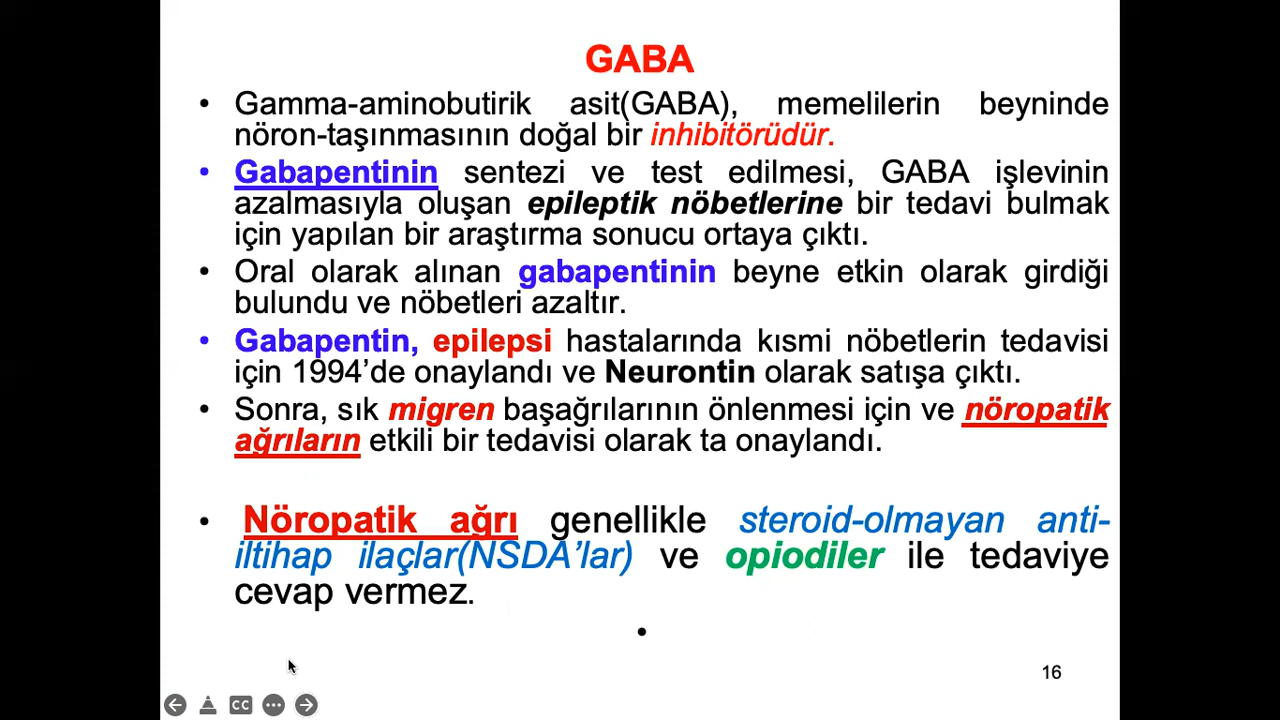 GABA
• Gamma-aminobutirik asit(GABA), memelilerin beyninde
nöron-taşınmasının doğal bir inhibitörüdür.
• Gabapentinin sentezi ve test edilmesi, GABA işlevinin
azalmasıyla oluşan epileptik nöbetlerine bir tedavi bulmak
için yapılan bir araştırma sonucu ortaya çıktı.
• Oral olarak alınan gabapentinin beyne etkin olarak girdiği
bulundu ve nöbetleri azaltır.
• Gabapentin, epilepsi hastalarında kısmi nöbetlerin tedavisi
için 1994’de onaylandı ve Neurontin olarak satışa çıktı.
• Sonra, sık migren başağrılarının önlenmesi için ve nöropatik
ağrıların etkili bir tedavisi olarak ta onaylandı.
• Nöropatik ağrı genellikle steroid-olmayan anti-
iltihap ilaçlar(NSDA’lar) ve opiodiler ile tedaviye
cevap vermez.
•
16
CC